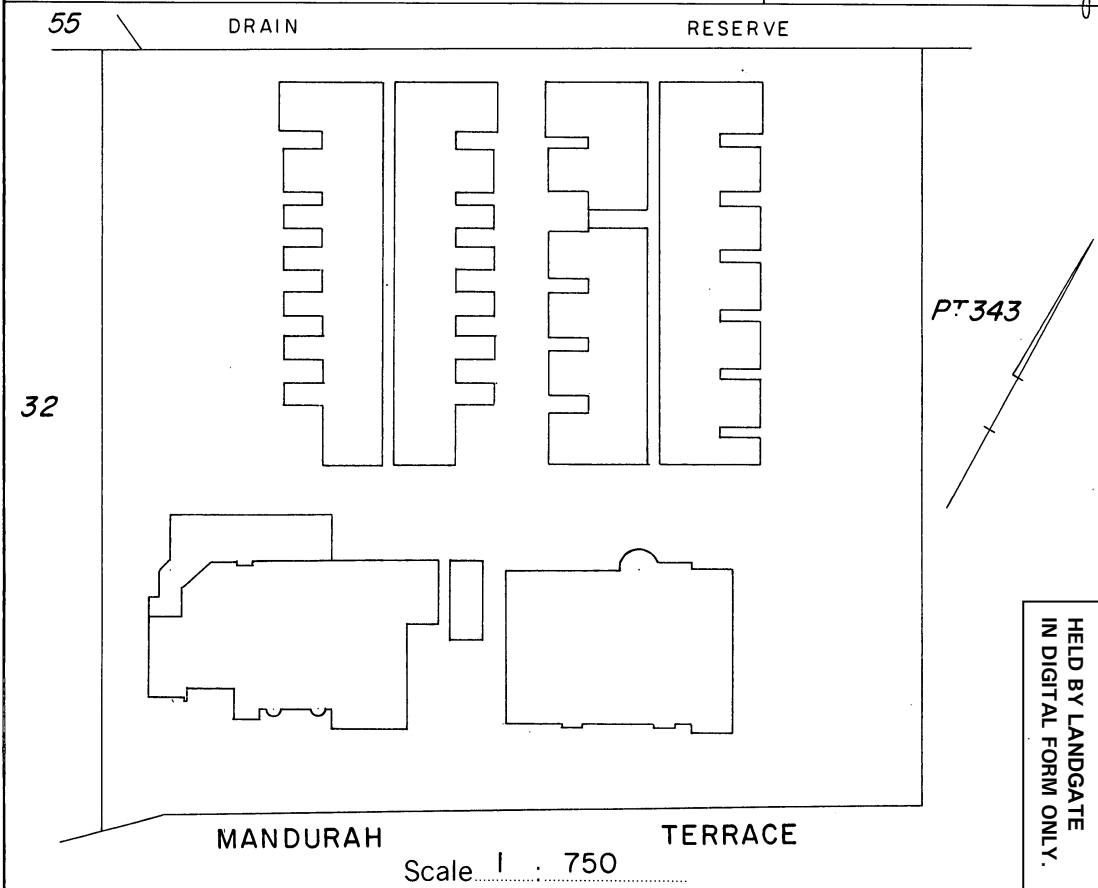 55 DRAIN RESERVE
PT 343
32
HELD BY LANDGATE
IN DIGITAL FORM ONLY.
MANDURAH TERRACE
Scale 1 : 750